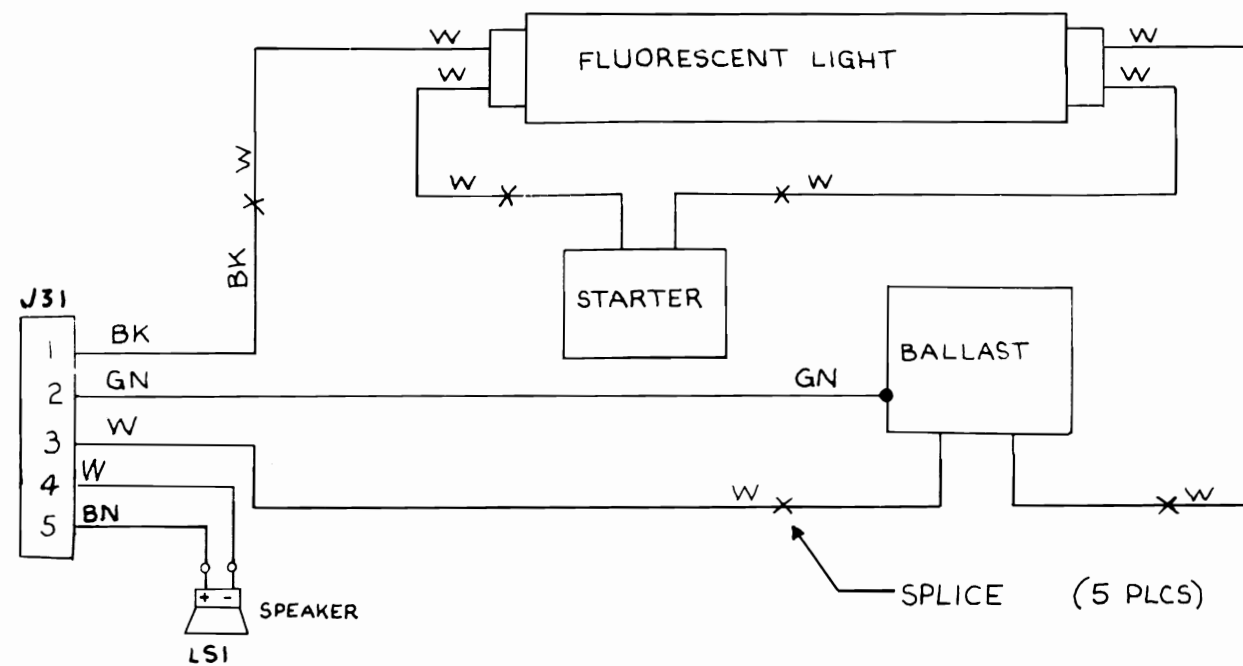 W
W
FLUORESCENT LIGHT
W
W
W
W
W
BK
STARTER
J31
1
BK
2
GN
GN
BALLAST
3
W
4
W
5
BN
W
W
SPLICE (5 PLCS)
+ -
SPEAKER
LS1